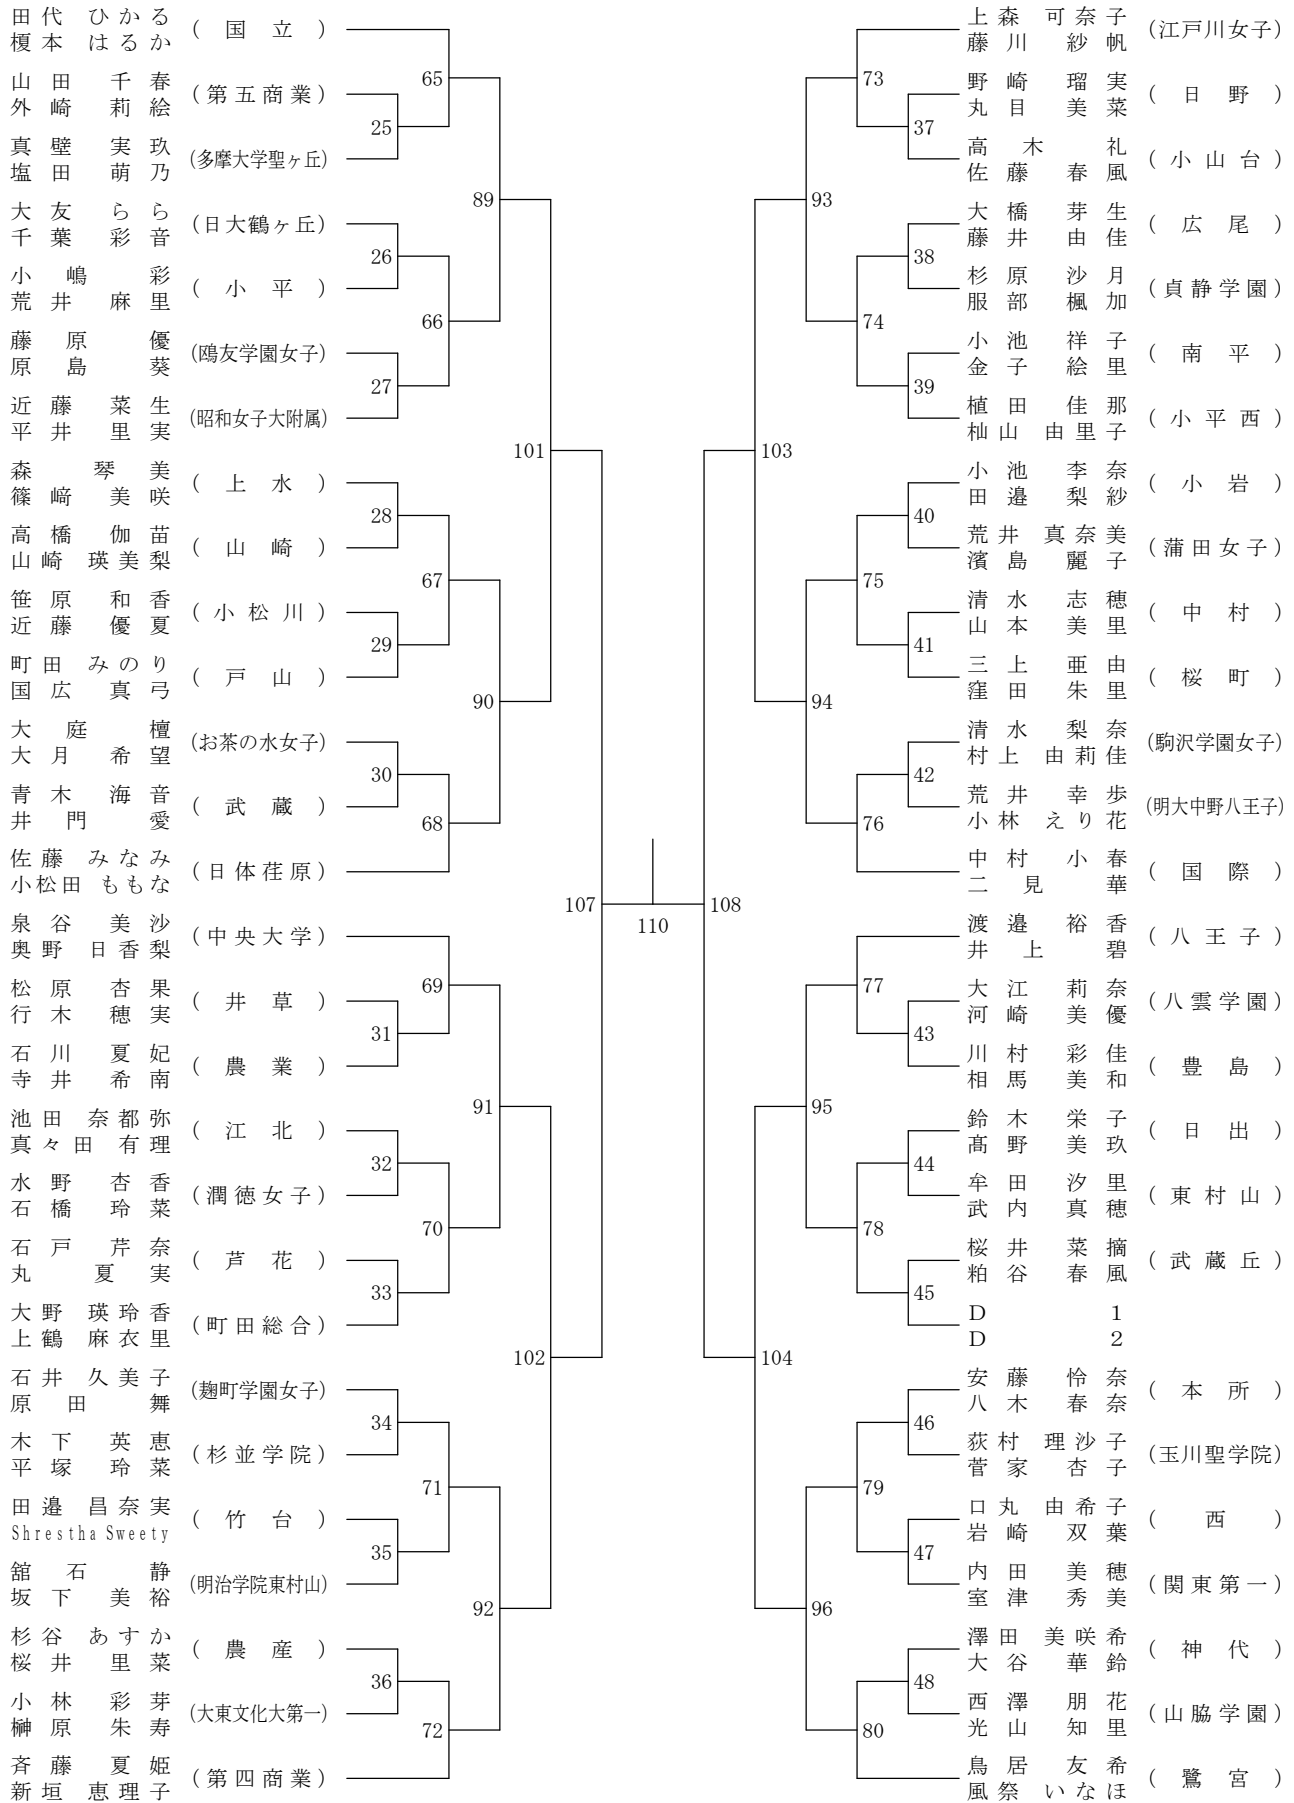 田代 ひかる
榎本 はるか
(国立)
山田 千春
外崎 莉絵
(第五商業)
真壁 実玖
塩田 萌乃
(多摩大学聖ヶ丘)
大友 らら
千葉 彩音
(日大鶴ヶ丘)
小嶋 彩
荒井 麻里
(小平)
藤原 優
原島 葵
(鴎友学園女子)
近藤 菜生
平井 里実
(昭和女子大附属)
森 琴美
篠﨑 美咲
(上水)
高橋 伽苗
山崎 瑛美梨
(山崎)
笹原 和香
近藤 優夏
(小松川)
町田 みのり
国広 真弓
(戸山)
大庭 檀
大月 希望
(お茶の水女子)
青木 海音
井門 愛
(武蔵)
佐藤 みなみ
小松田 ももな
(日体荏原)
泉谷 美沙
奥野 日香梨
(中央大学)
松原 杏果
行木 穂実
(井草)
石川 夏妃
寺井 希南
(農業)
池田 奈都弥
真々田 有理
(江北)
水野 杏香
石橋 玲菜
(潤徳女子)
石戸 芹奈
丸 夏実
(芦花)
大野 瑛玲香
上鶴 麻衣里
(町田総合)
石井 久美子
原田 舞
(麹町学園女子)
木下 英恵
平塚 玲菜
(杉並学院)
田邉 昌奈実
Shrestha Sweety
(竹台)
舘石 静
坂下 美裕
(明治学院東村山)
杉谷 あすか
桜井 里菜
(農産)
小林 彩芽
榊原 朱寿
(大東文化大第一)
斉藤 夏姫
新垣 恵理子
(第四商業)
65
25
89
26
66
27
101
28
67
29
90
30
68
107
69
31
91
32
70
33
102
34
71
35
92
36
72
110
108
73
37
93
38
74
39
103
40
75
41
94
42
76
77
43
95
44
78
45
104
46
79
47
96
48
80
上森 可奈子
藤川 紗帆
(江戸川女子)
野崎 瑠実
丸目 美菜
(日野)
高木 礼
佐藤 春風
(小山台)
大橋 芽生
藤井 由佳
(広尾)
杉原 沙月
服部 楓加
(貞静学園)
小池 祥子
金子 絵里
(南平)
植田 佳那
杣山 由里子
(小平西)
小池 李奈
田邉 梨紗
(小岩)
荒井 真奈美
濱島 麗子
(蒲田女子)
清水 志穂
山本 美里
(中村)
三上 亜由
窪田 朱里
(桜町)
清水 梨奈
村上 由莉佳
(駒沢学園女子)
荒井 幸歩
小林 えり花
(明大中野八王子)
中村 小春
二見 華
(国際)
渡邉 裕香
井上 碧
(八王子)
大江 莉奈
河崎 美優
(八雲学園)
川村 彩佳
相馬 美和
(豊島)
鈴木 栄子
髙野 美玖
(日出)
牟田 汐里
武内 真穂
(東村山)
桜井 菜摘
粕谷 春風
(武蔵丘)
D 1
D 2
安藤 怜奈
八木 春奈
(本所)
荻村 理沙子
菅家 杏子
(玉川聖学院)
口丸 由希子
岩崎 双葉
(西)
内田 美穂
室津 秀美
(関東第一)
澤田 美咲希
大谷 華鈴
(神代)
西澤 朋花
光山 知里
(山脇学園)
鳥居 友希
風祭 いなほ
(鷺宮)